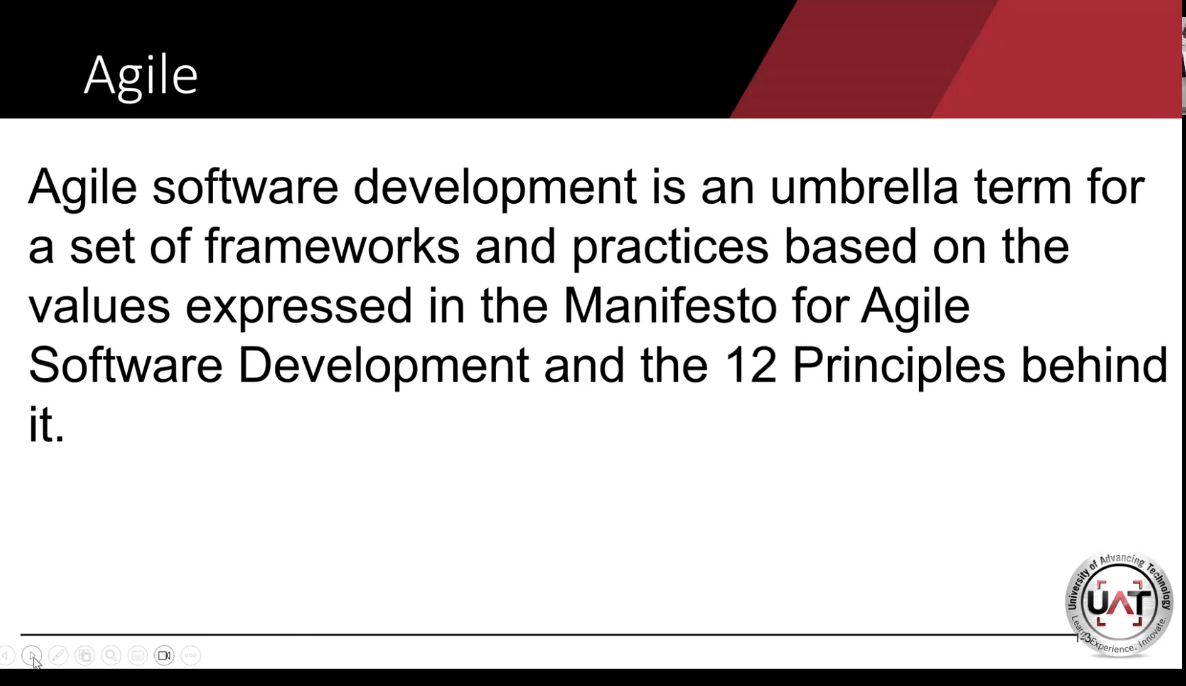 Agile
Agile software development is an umbrella term for
a set of frameworks and practices based on the
values expressed in the Manifesto for Agile
Software Development and the 12 Principles behind
it.
University of Advancing Technology
UAT
Learn. Experience. Innovate.
1-3